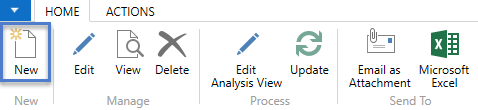 HOME ACTIONS
New Edit View Delete Edit Analysis View Update Email as Attachment Microsoft Excel
New Manage Process Send To